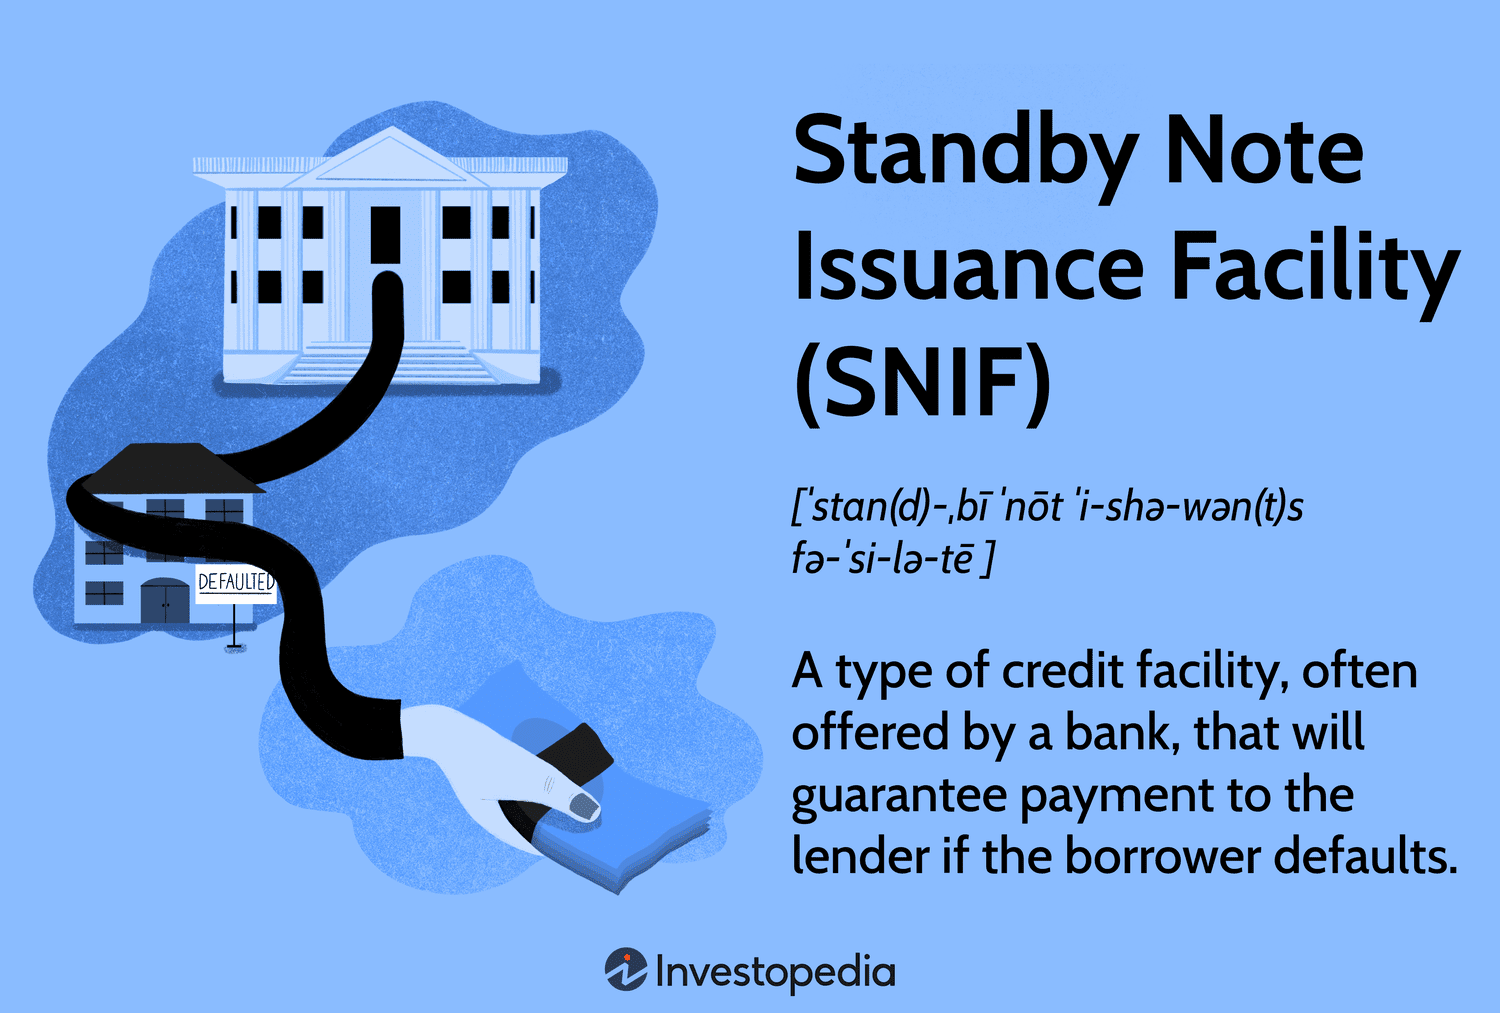 Standby Note
Issuance Facility
(SNIF)
[ˈstan(d)-ˌbī ˈnōt ˈi-shə-wən(t)s
fə-ˈsi-lə-tē ]
A type of credit facility, often
offered by a bank, that will
guarantee payment to the
lender if the borrower defaults.
DEFAULTED
Investopedia